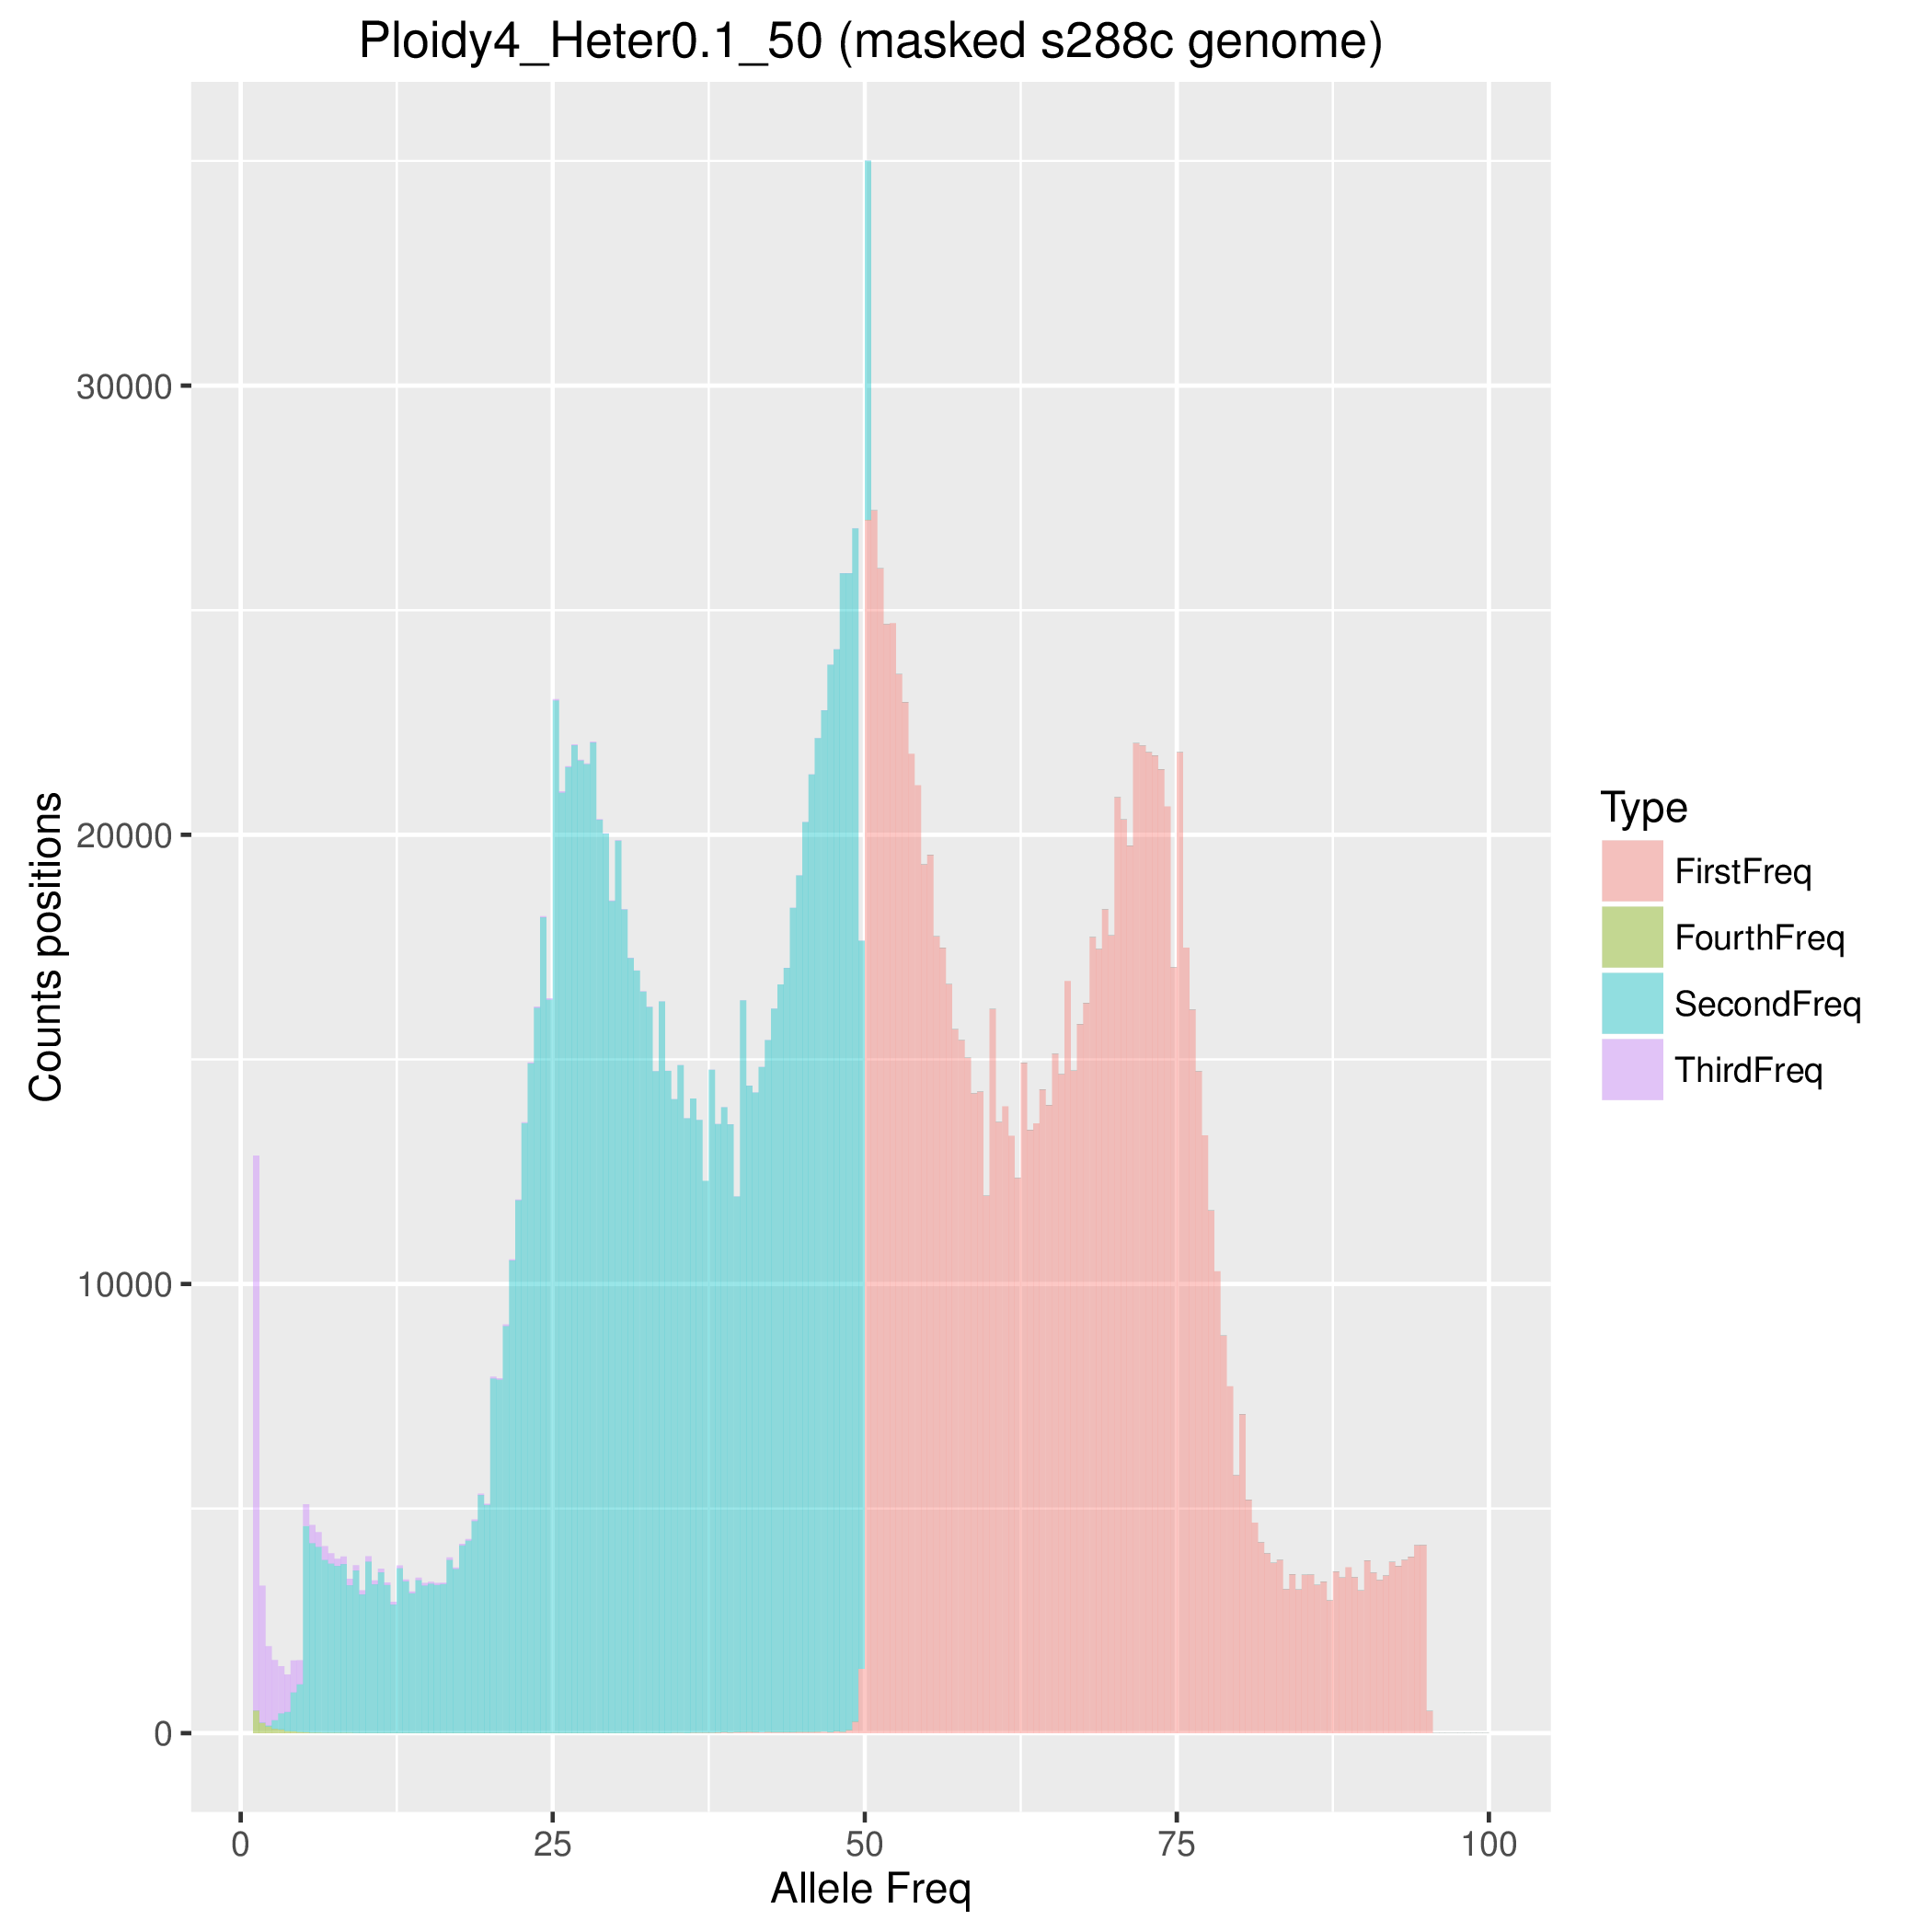 Ploidy4_Heter0.1_50 (masked s288c genome)
30000
20000
10000
0
Counts positions
0 25 50 75 100
Allele Freq
Type
FirstFreq
FourthFreq
SecondFreq
ThirdFreq